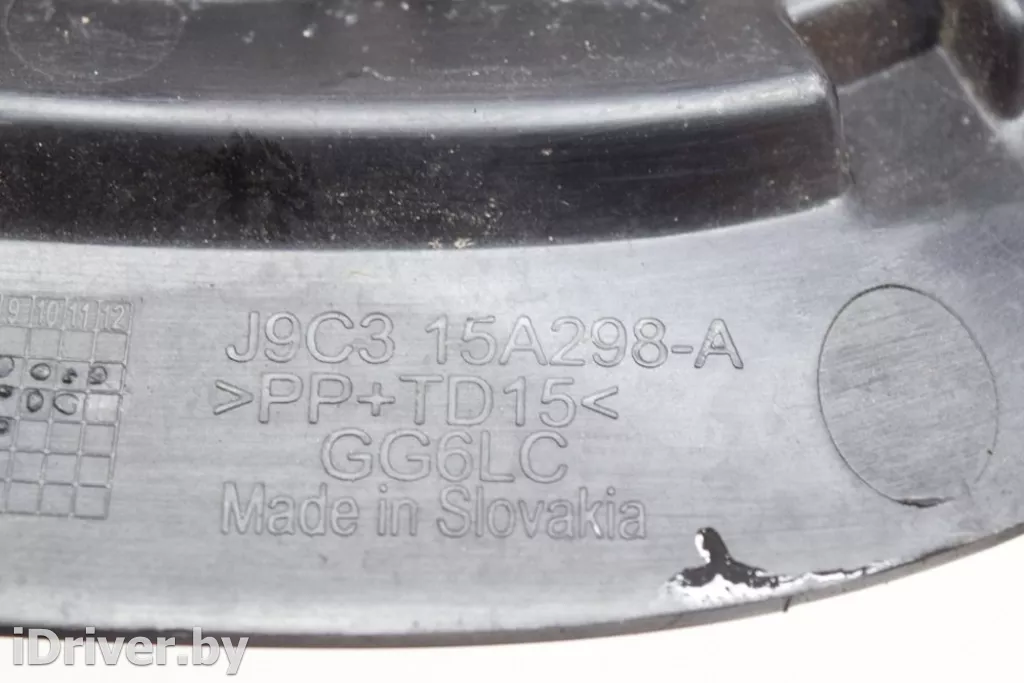 9 10 11 12
J9C3 15A298-A
>PP+TD15<
GG6LC
Made in Slovakia
iDriver.by